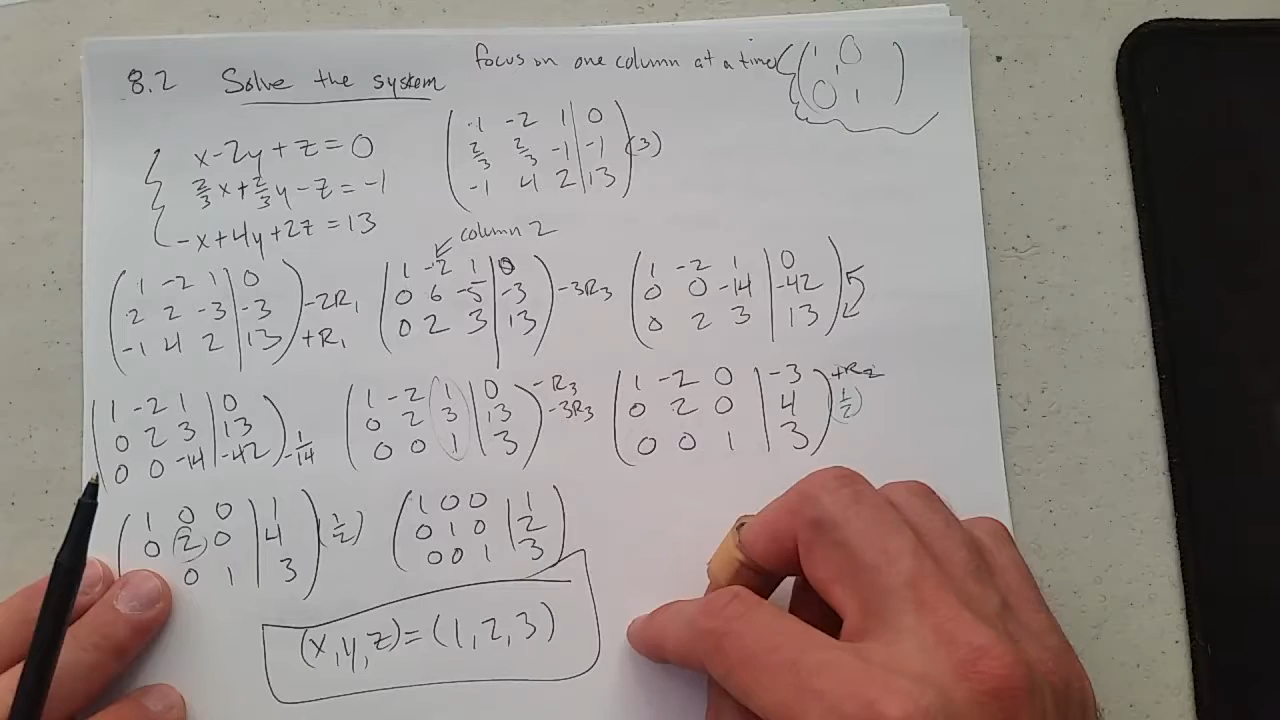 8.2 Solve the system
focus on one column at a time
1 0
1
0 1
x-2y+z=0
2/3x+2/3y-z=-1
-x+4y+2z=13
1 -2 1 | 0
2/3 2/3 -1 | -1 (3)
-1 4 2 | 13
column 2
1 -2 1 | 0
2 2 -3 | -3 -2R1
-1 4 2 | 13 +R1
1 -2 1 | 0
0 6 -5 | -3 -3R3
0 2 3 | 13
1 -2 1 | 0
0 0 -14 | -42
0 2 3 | 13
1 -2 1 | 0
0 2 3 | 13
0 0 -14 | -42 1/-14
1 -2 1 | 0 -R3
0 2 3 | 13 -3R3
0 0 1 | 3
1 -2 0 | -3 +R2
0 2 0 | 4 (1/2)
0 0 1 | 3
1 0 0 | 1
0 2 0 | 4 (1/2)
0 1 | 3
1 0 0 | 1
0 1 0 | 2
0 0 1 | 3
(x,y,z)=(1,2,3)